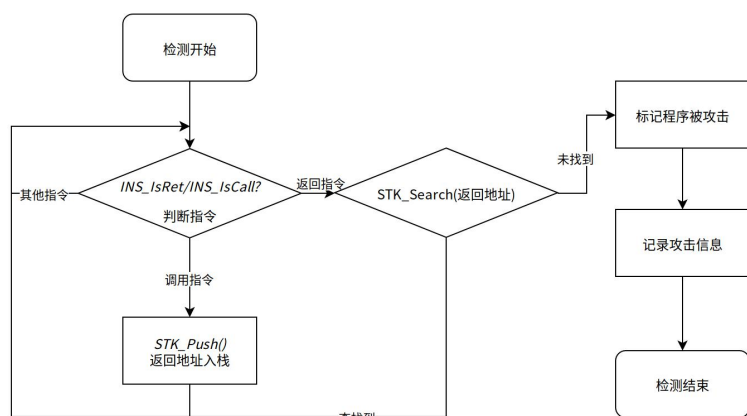 检测开始
标记程序被攻击
未找到
INS_IsRet/INS_IsCall?
判断指令
其他指令
返回指令
STK_Search(返回地址)
记录攻击信息
调用指令
STK_Push()
返回地址入栈
检测结束